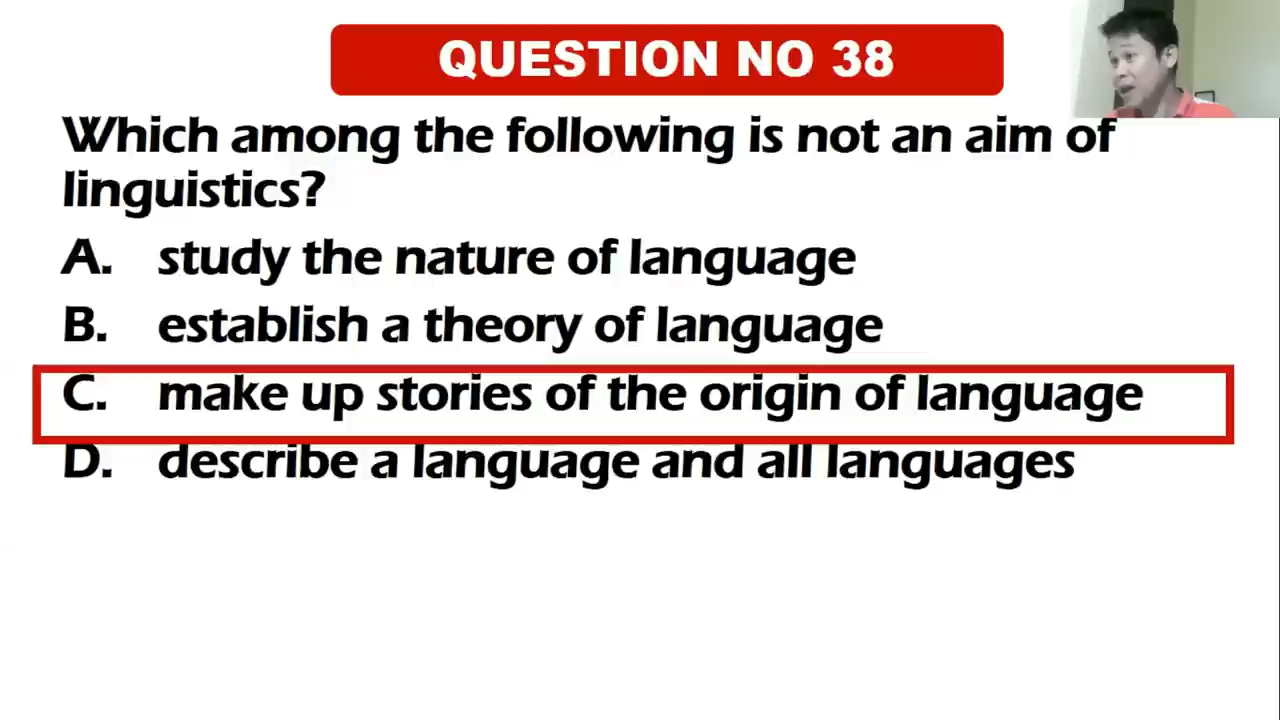 QUESTION NO 38
Which among the following is not an aim of
linguistics?
A. study the nature of language
B. establish a theory of language
C. make up stories of the origin of language
D. describe a language and all languages